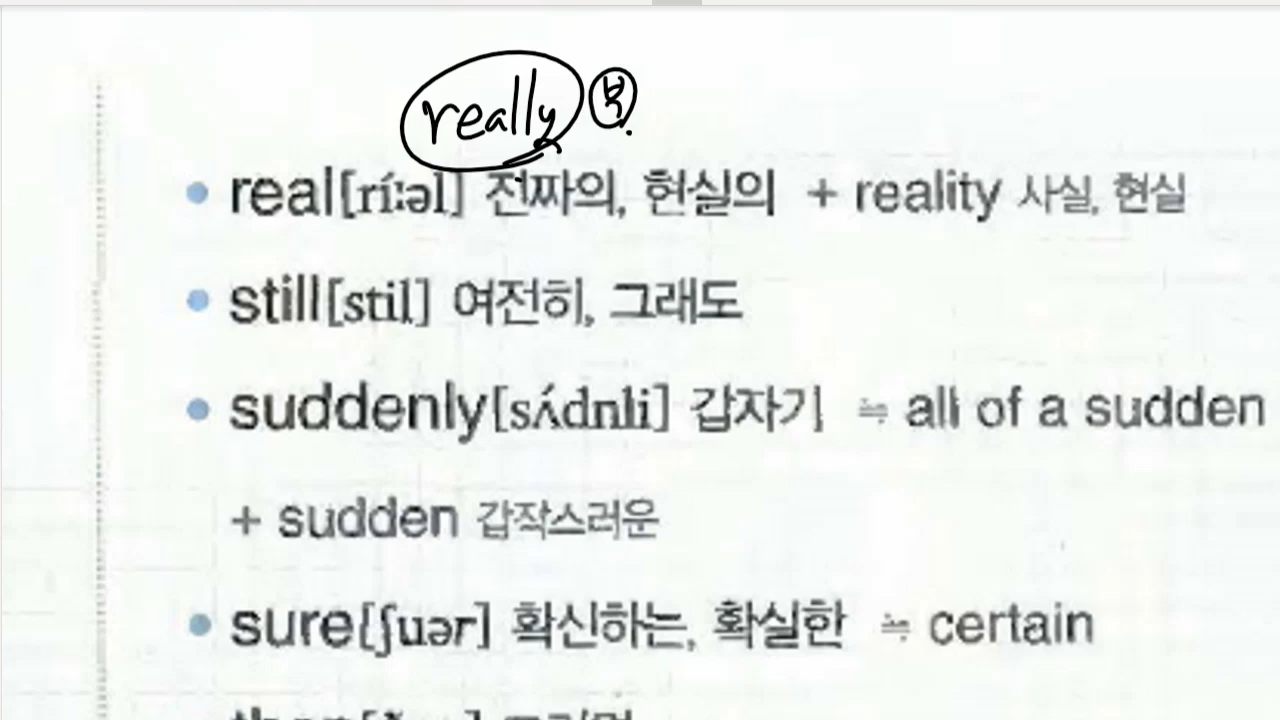 really 부
real[ríːəl] 진짜의, 현실의 + reality 사실, 현실
still[stil] 여전히, 그래도
suddenly[sʌ́dnli] 갑자기 ≒ all of a sudden
+ sudden 갑작스러운
sure[ʃuər] 확신하는, 확실한 ≒ certain